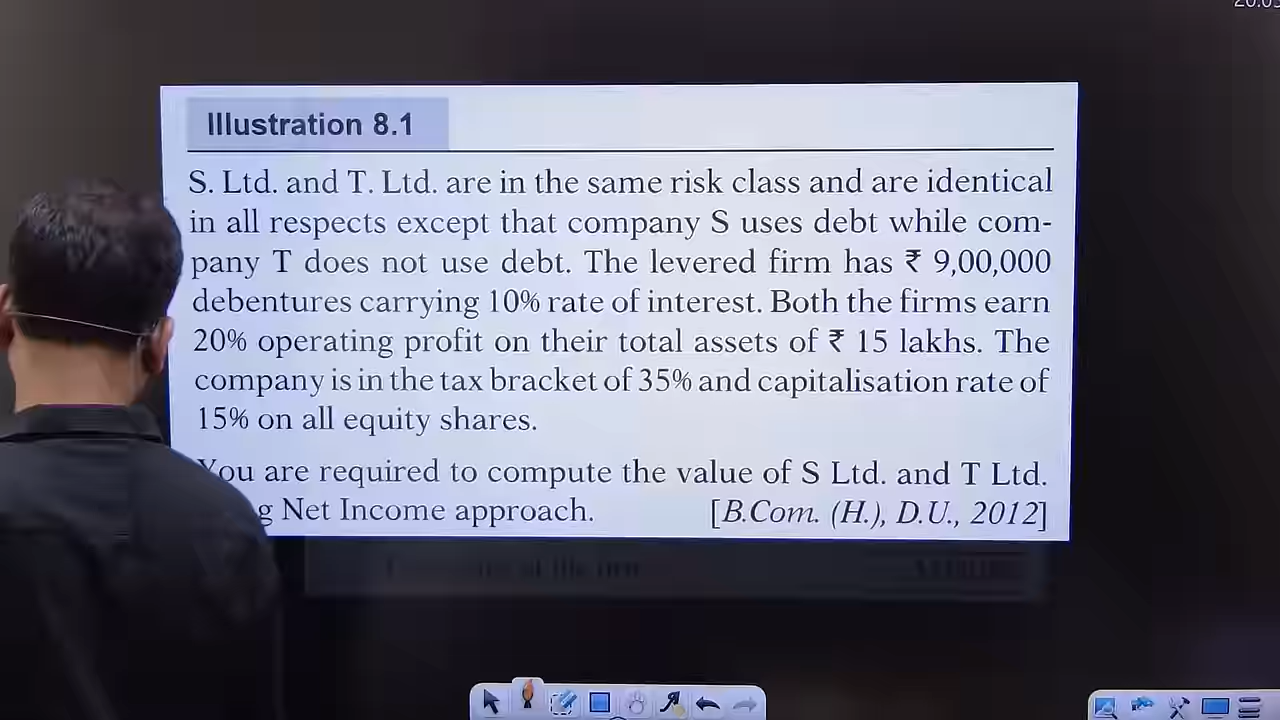 Illustration 8.1
S. Ltd. and T. Ltd. are in the same risk class and are identical
in all respects except that company S uses debt while com-
pany T does not use debt. The levered firm has ₹ 9,00,000
debentures carrying 10% rate of interest. Both the firms earn
20% operating profit on their total assets of ₹ 15 lakhs. The
company is in the tax bracket of 35% and capitalisation rate of
15% on all equity shares.
You are required to compute the value of S Ltd. and T Ltd.
g Net Income approach. [B.Com. (H.), D.U., 2012]